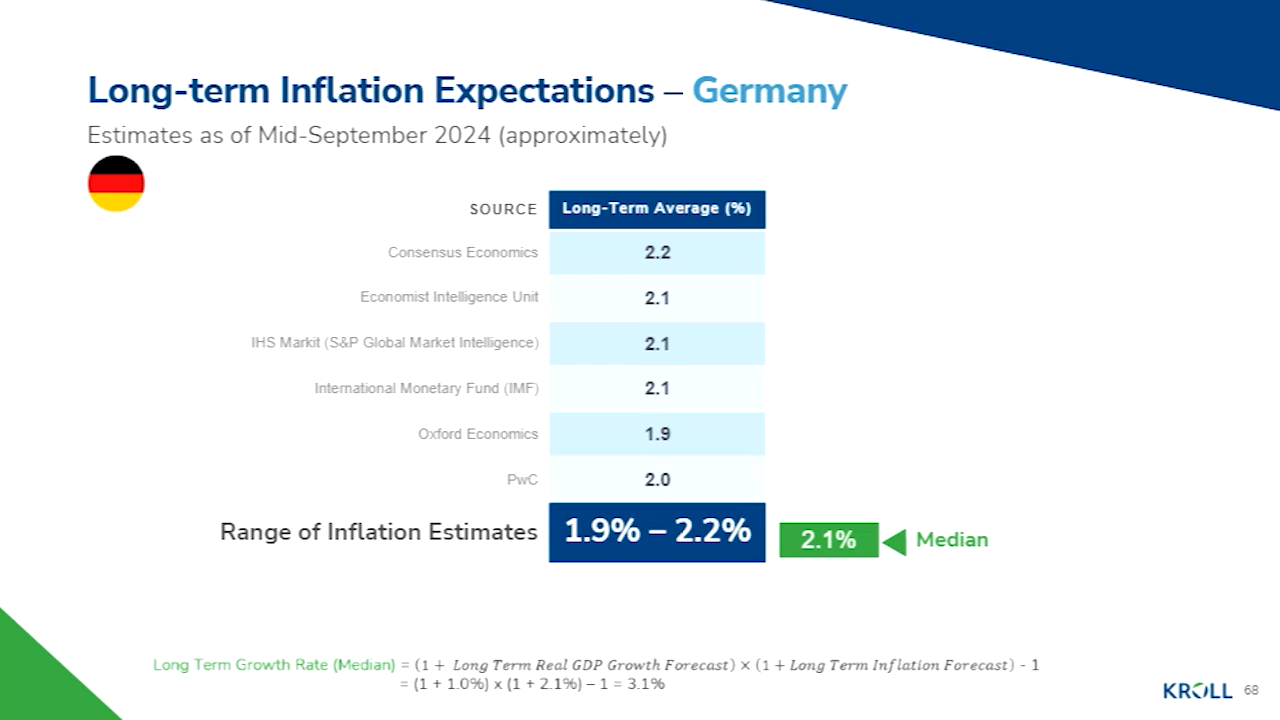 Long-term Inflation Expectations – Germany
Estimates as of Mid-September 2024 (approximately)
SOURCE Long-Term Average (%)
Consensus Economics 2.2
Economist Intelligence Unit 2.1
IHS Markit (S&P Global Market Intelligence) 2.1
International Monetary Fund (IMF) 2.1
Oxford Economics 1.9
PwC 2.0
Range of Inflation Estimates 1.9% – 2.2% 2.1% Median
Long Term Growth Rate (Median) = (1 + Long Term Real GDP Growth Forecast) × (1 + Long Term Inflation Forecast) - 1
= (1 + 1.0%) x (1 + 2.1%) – 1 = 3.1%
KROLL 68